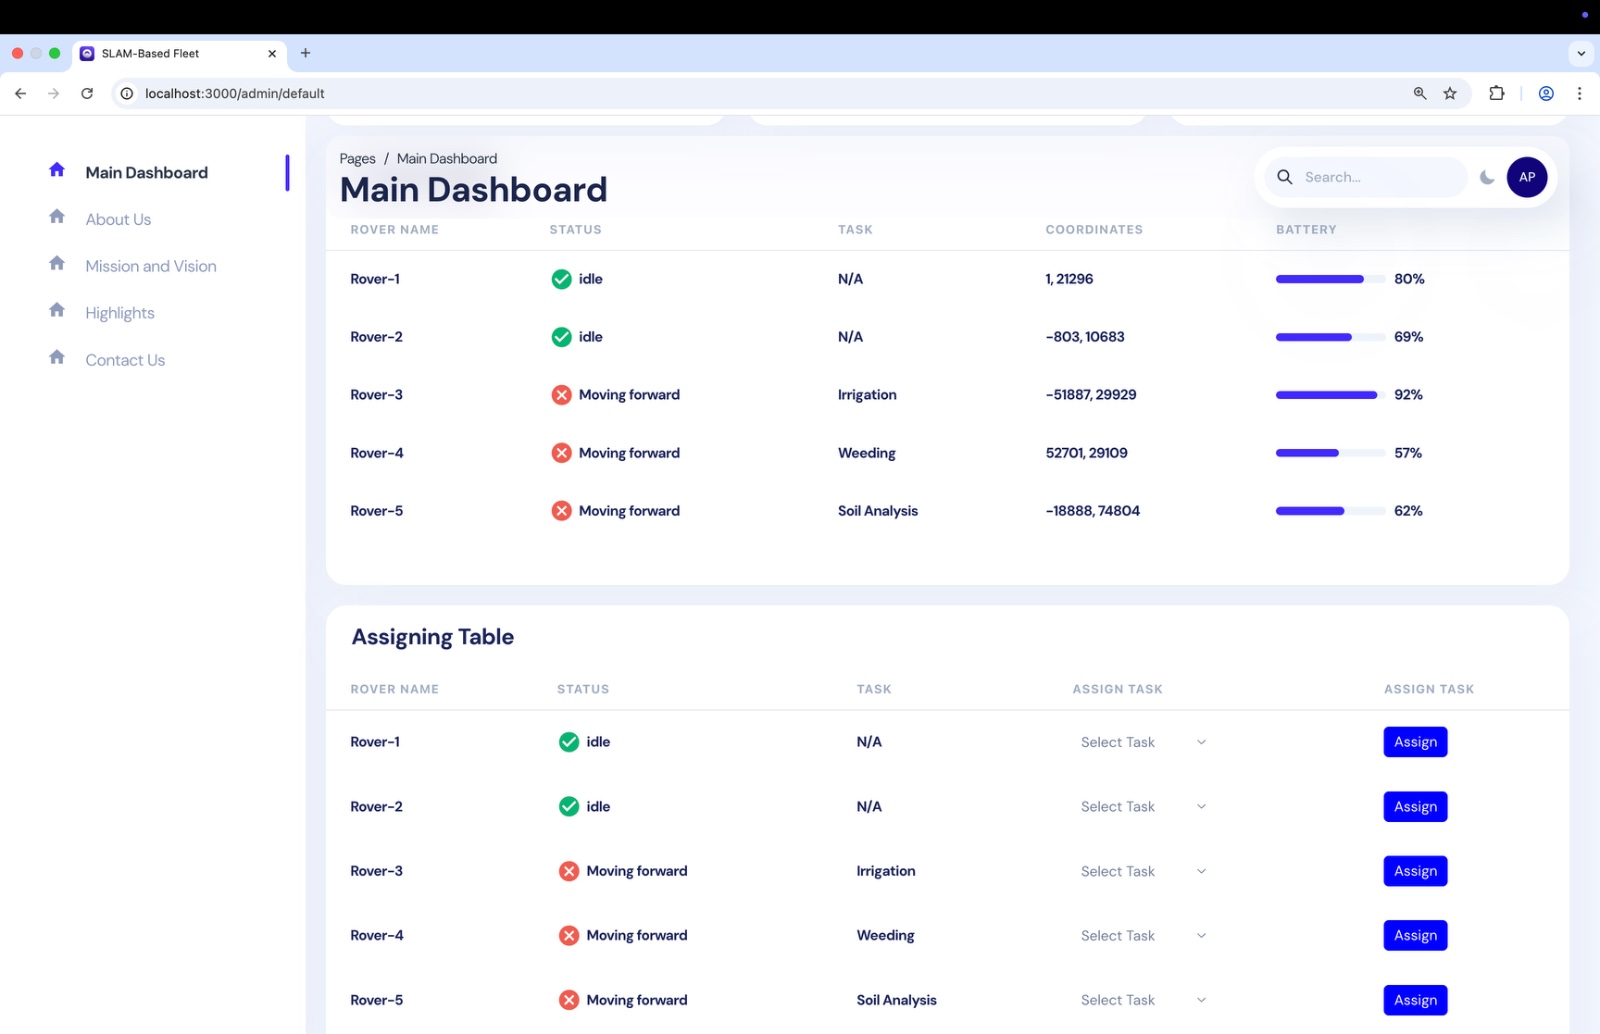 SLAM-Based Fleet
localhost:3000/admin/default
Main Dashboard
About Us
Mission and Vision
Highlights
Contact Us
Pages / Main Dashboard
Main Dashboard
Search...
AP
ROVER NAME STATUS TASK COORDINATES BATTERY
Rover-1 idle N/A 1, 21296 80%
Rover-2 idle N/A -803, 10683 69%
Rover-3 Moving forward Irrigation -51887, 29929 92%
Rover-4 Moving forward Weeding 52701, 29109 57%
Rover-5 Moving forward Soil Analysis -18888, 74804 62%
Assigning Table
ROVER NAME STATUS TASK ASSIGN TASK ASSIGN TASK
Rover-1 idle N/A Select Task Assign
Rover-2 idle N/A Select Task Assign
Rover-3 Moving forward Irrigation Select Task Assign
Rover-4 Moving forward Weeding Select Task Assign
Rover-5 Moving forward Soil Analysis Select Task Assign